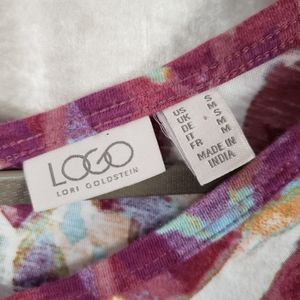 LOGO
LORI GOLDSTEIN
US S
UK S
DE S
IT M
FR M
MADE IN
INDIA